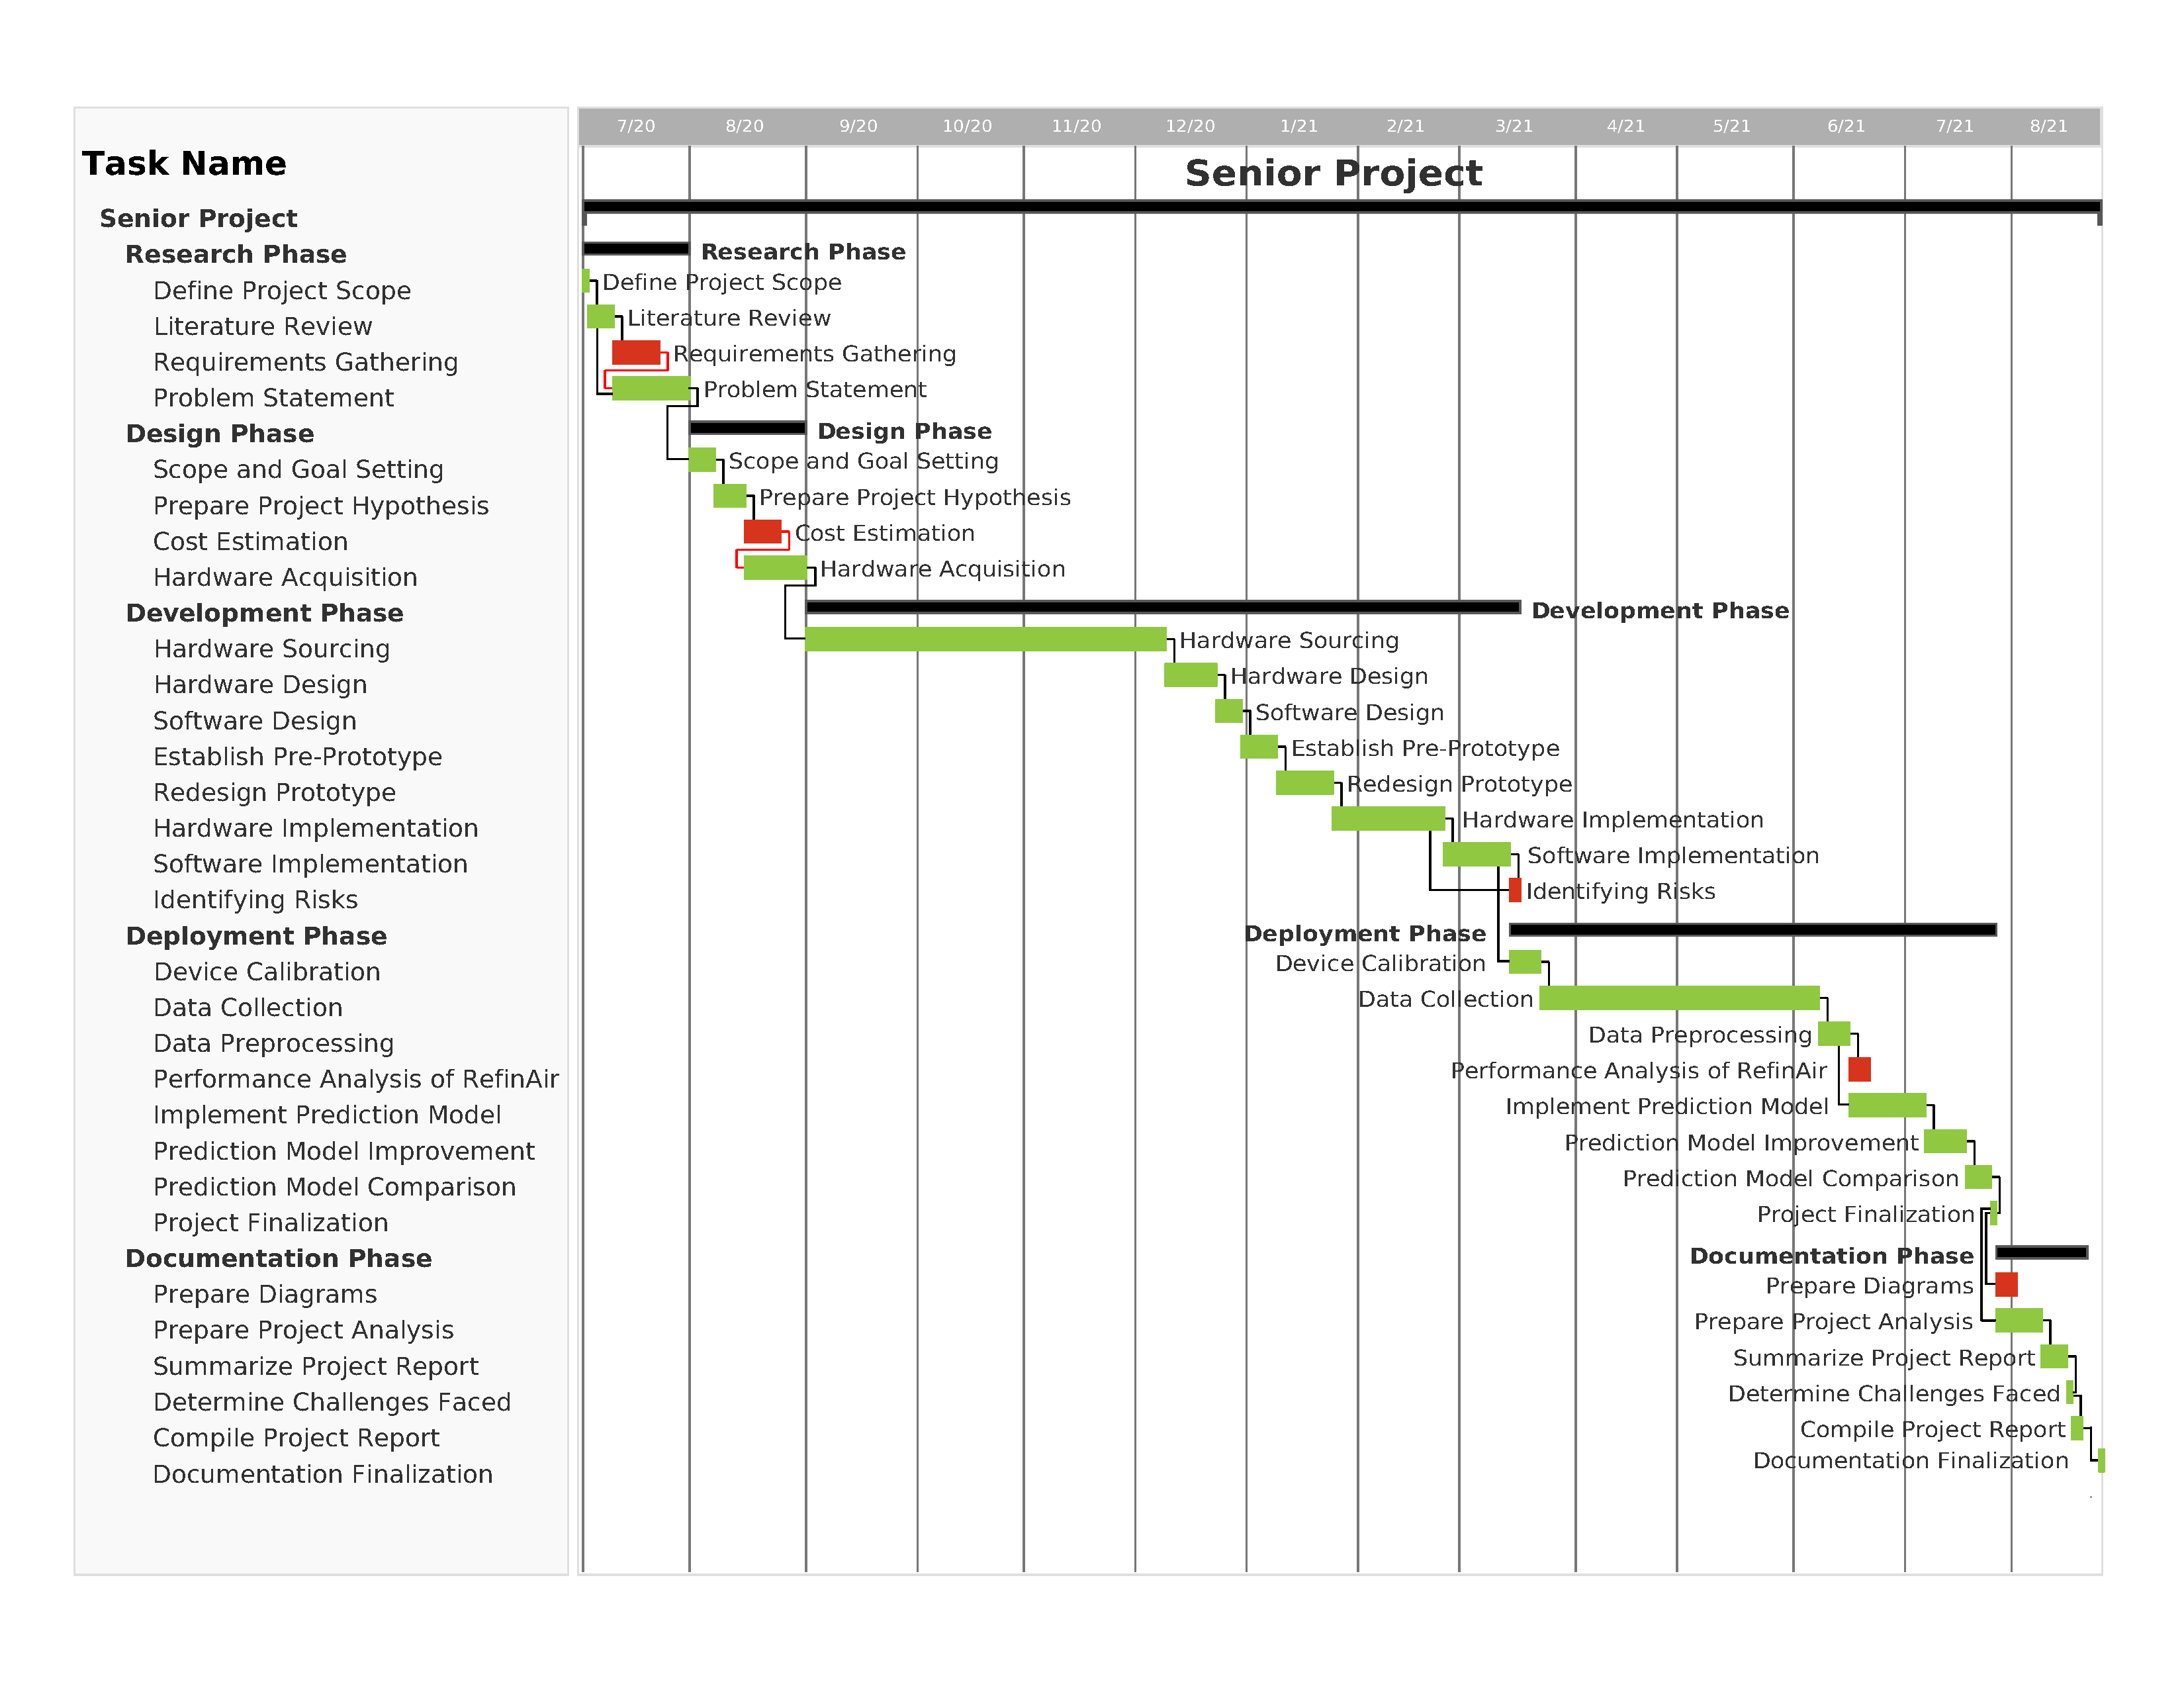 Task Name
Senior Project
Research Phase
Define Project Scope
Literature Review
Requirements Gathering
Problem Statement
Design Phase
Scope and Goal Setting
Prepare Project Hypothesis
Cost Estimation
Hardware Acquisition
Development Phase
Hardware Sourcing
Hardware Design
Software Design
Establish Pre-Prototype
Redesign Prototype
Hardware Implementation
Software Implementation
Identifying Risks
Deployment Phase
Device Calibration
Data Collection
Data Preprocessing
Performance Analysis of RefinAir
Implement Prediction Model
Prediction Model Improvement
Prediction Model Comparison
Project Finalization
Documentation Phase
Prepare Diagrams
Prepare Project Analysis
Summarize Project Report
Determine Challenges Faced
Compile Project Report
Documentation Finalization
7/20 8/20 9/20 10/20 11/20 12/20 1/21 2/21 3/21 4/21 5/21 6/21 7/21 8/21
Senior Project
Research Phase
Define Project Scope
Literature Review
Requirements Gathering
Problem Statement
Design Phase
Scope and Goal Setting
Prepare Project Hypothesis
Cost Estimation
Hardware Acquisition
Development Phase
Hardware Sourcing
Hardware Design
Software Design
Establish Pre-Prototype
Redesign Prototype
Hardware Implementation
Software Implementation
Identifying Risks
Deployment Phase
Device Calibration
Data Collection
Data Preprocessing
Performance Analysis of RefinAir
Implement Prediction Model
Prediction Model Improvement
Prediction Model Comparison
Project Finalization
Documentation Phase
Prepare Diagrams
Prepare Project Analysis
Summarize Project Report
Determine Challenges Faced
Compile Project Report
Documentation Finalization